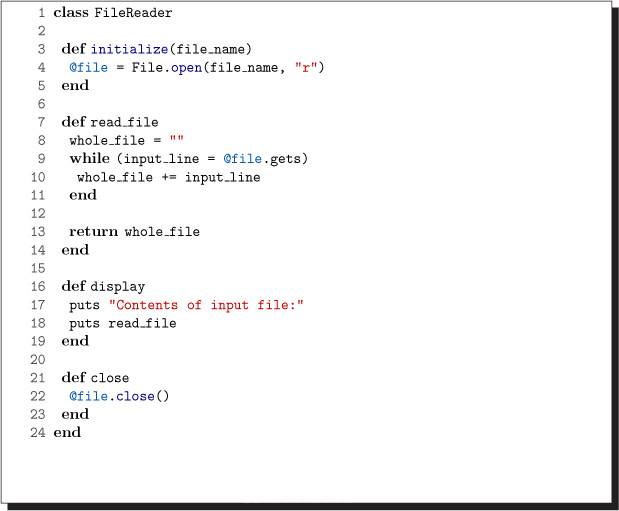 1 class FileReader
2
3 def initialize(file_name)
4 @file = File.open(file_name, "r")
5 end
6
7 def read_file
8 whole_file = ""
9 while (input_line = @file.gets)
10 whole_file += input_line
11 end
12
13 return whole_file
14 end
15
16 def display
17 puts "Contents of input file:"
18 puts read_file
19 end
20
21 def close
22 @file.close()
23 end
24 end